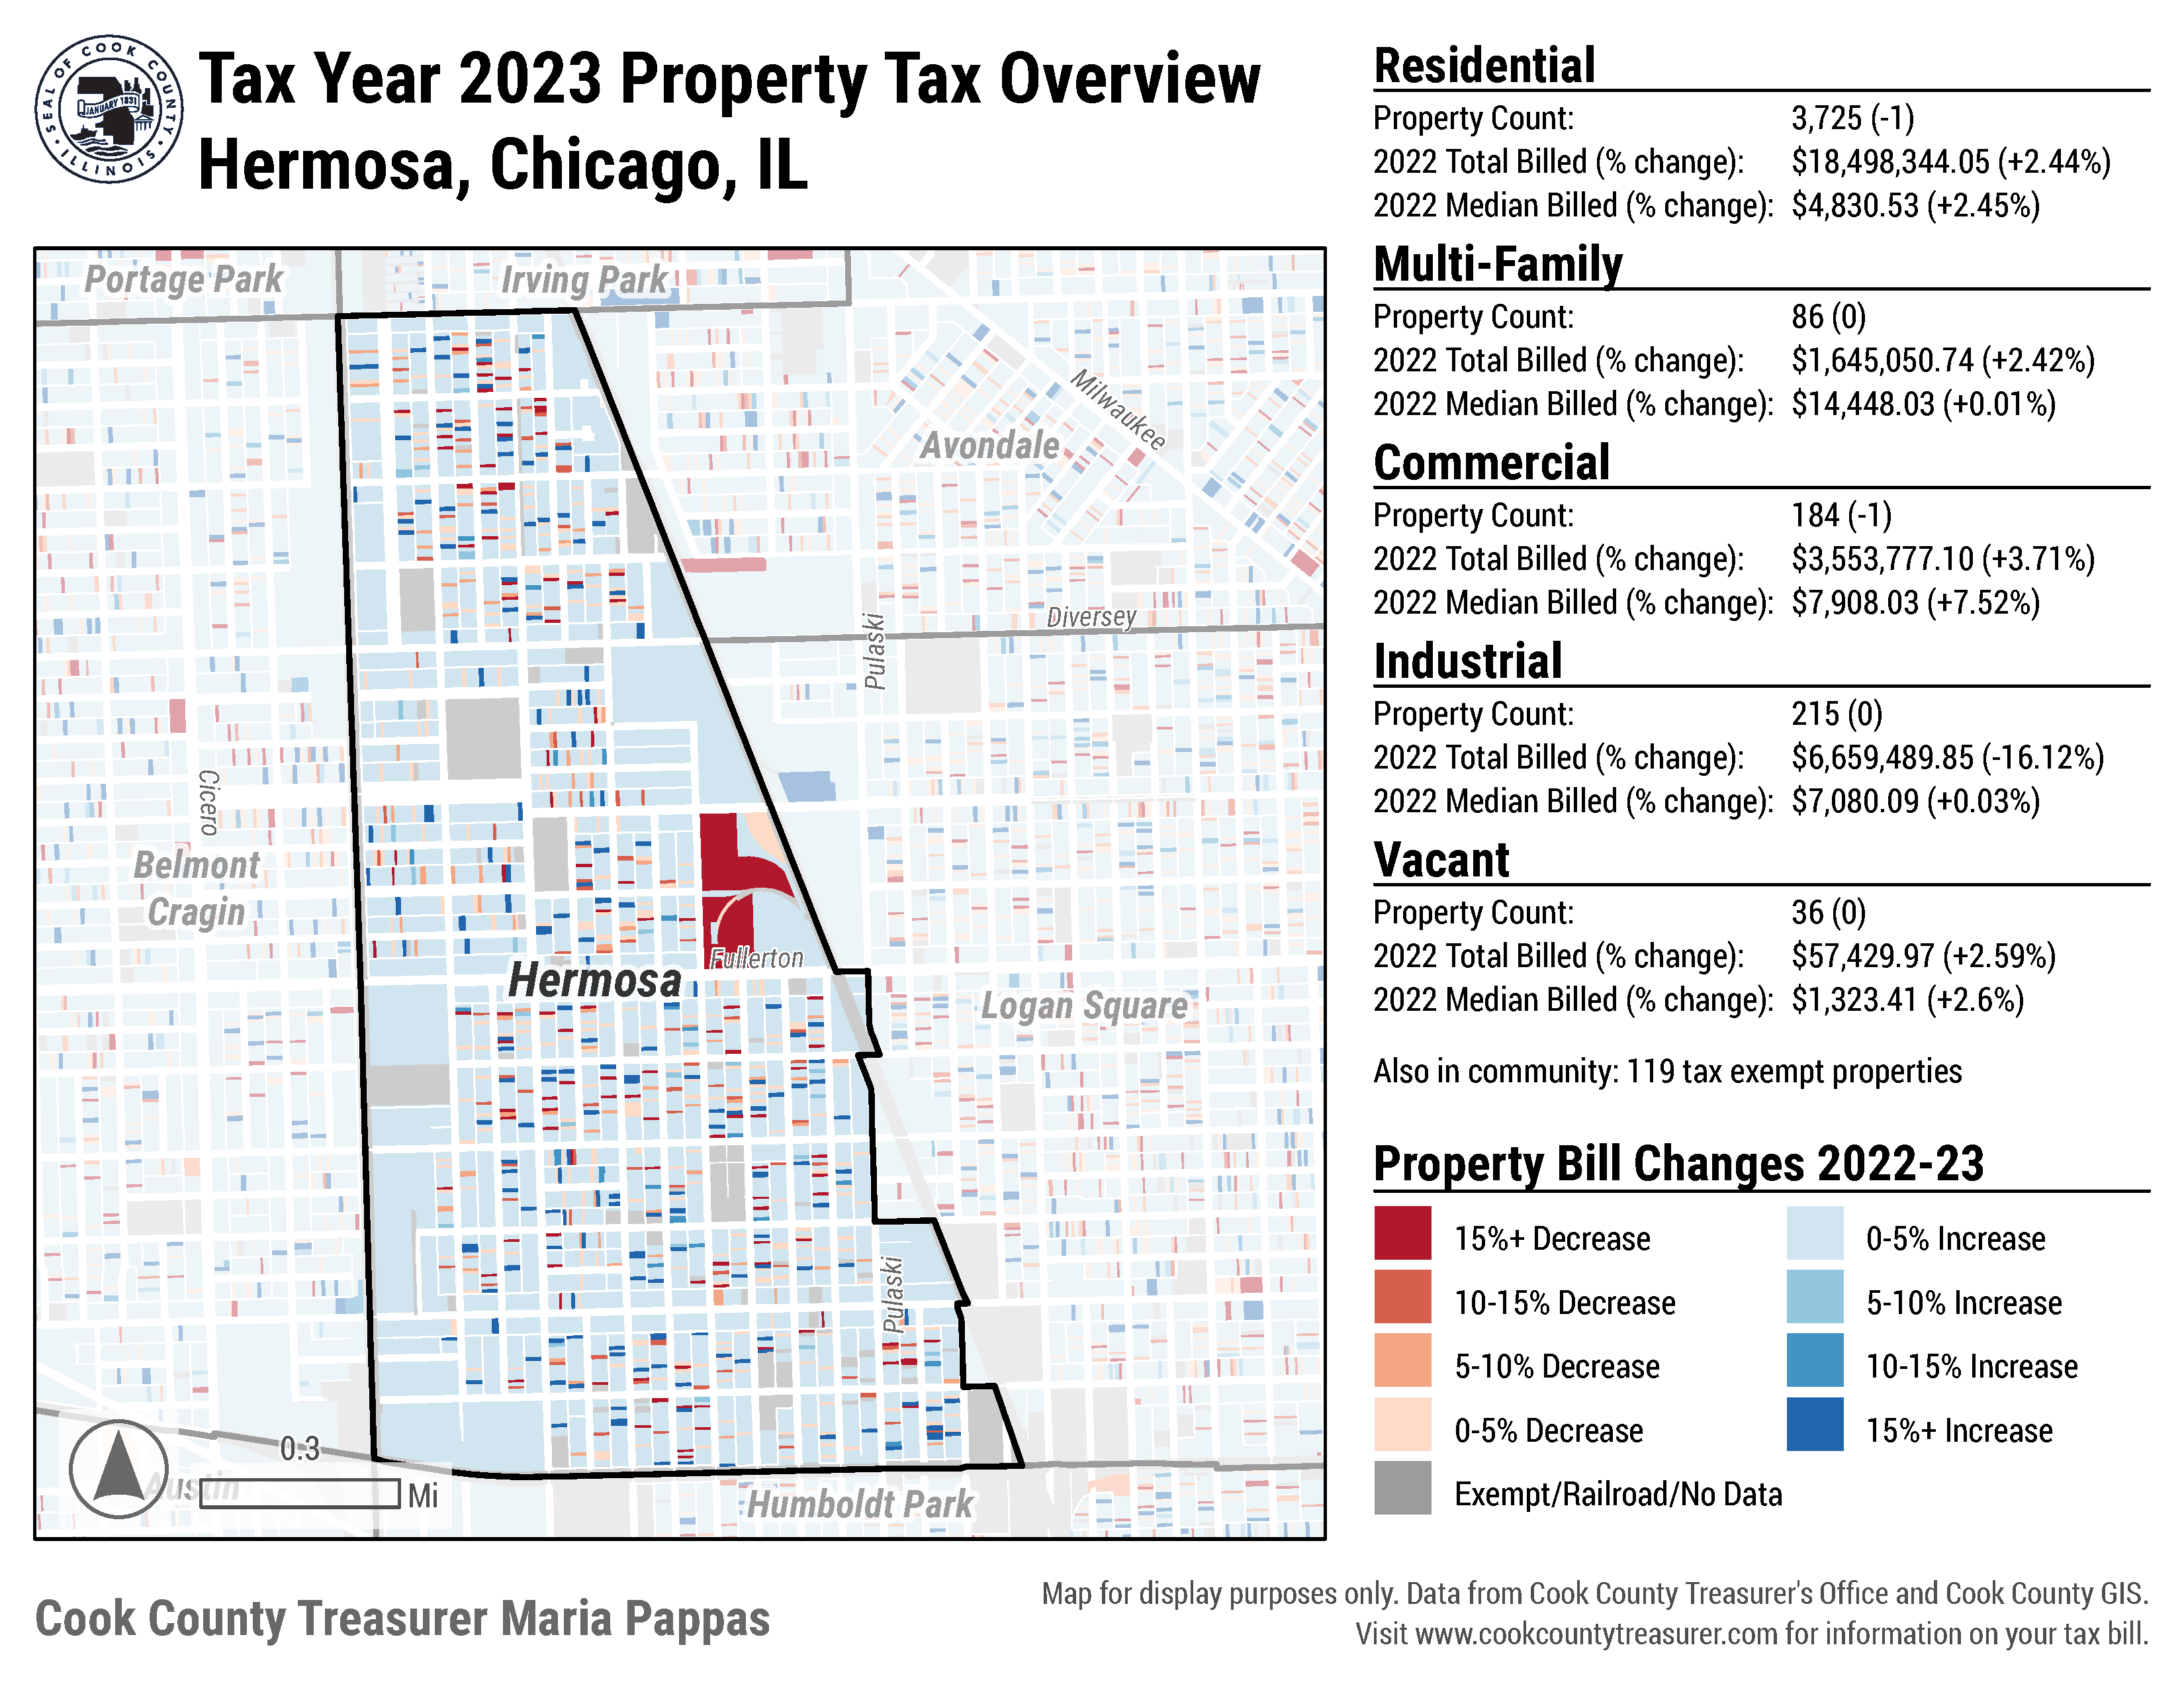 SEAL OF COOK COUNTY
JANUARY 1831
• ILLINOIS •
Tax Year 2023 Property Tax Overview
Hermosa, Chicago, IL
Portage Park
Irving Park
Milwaukee
Avondale
Diversey
Pulaski
Cicero
Belmont
Cragin
Fullerton
Hermosa
Logan Square
Pulaski
0.3
Austin
Mi
Humboldt Park
Residential
Property Count: 3,725 (-1)
2022 Total Billed (% change): $18,498,344.05 (+2.44%)
2022 Median Billed (% change): $4,830.53 (+2.45%)
Multi-Family
Property Count: 86 (0)
2022 Total Billed (% change): $1,645,050.74 (+2.42%)
2022 Median Billed (% change): $14,448.03 (+0.01%)
Commercial
Property Count: 184 (-1)
2022 Total Billed (% change): $3,553,777.10 (+3.71%)
2022 Median Billed (% change): $7,908.03 (+7.52%)
Industrial
Property Count: 215 (0)
2022 Total Billed (% change): $6,659,489.85 (-16.12%)
2022 Median Billed (% change): $7,080.09 (+0.03%)
Vacant
Property Count: 36 (0)
2022 Total Billed (% change): $57,429.97 (+2.59%)
2022 Median Billed (% change): $1,323.41 (+2.6%)
Also in community: 119 tax exempt properties
Property Bill Changes 2022-23
15%+ Decrease
10-15% Decrease
5-10% Decrease
0-5% Decrease
Exempt/Railroad/No Data
0-5% Increase
5-10% Increase
10-15% Increase
15%+ Increase
Cook County Treasurer Maria Pappas
Map for display purposes only. Data from Cook County Treasurer's Office and Cook County GIS.
Visit www.cookcountytreasurer.com for information on your tax bill.